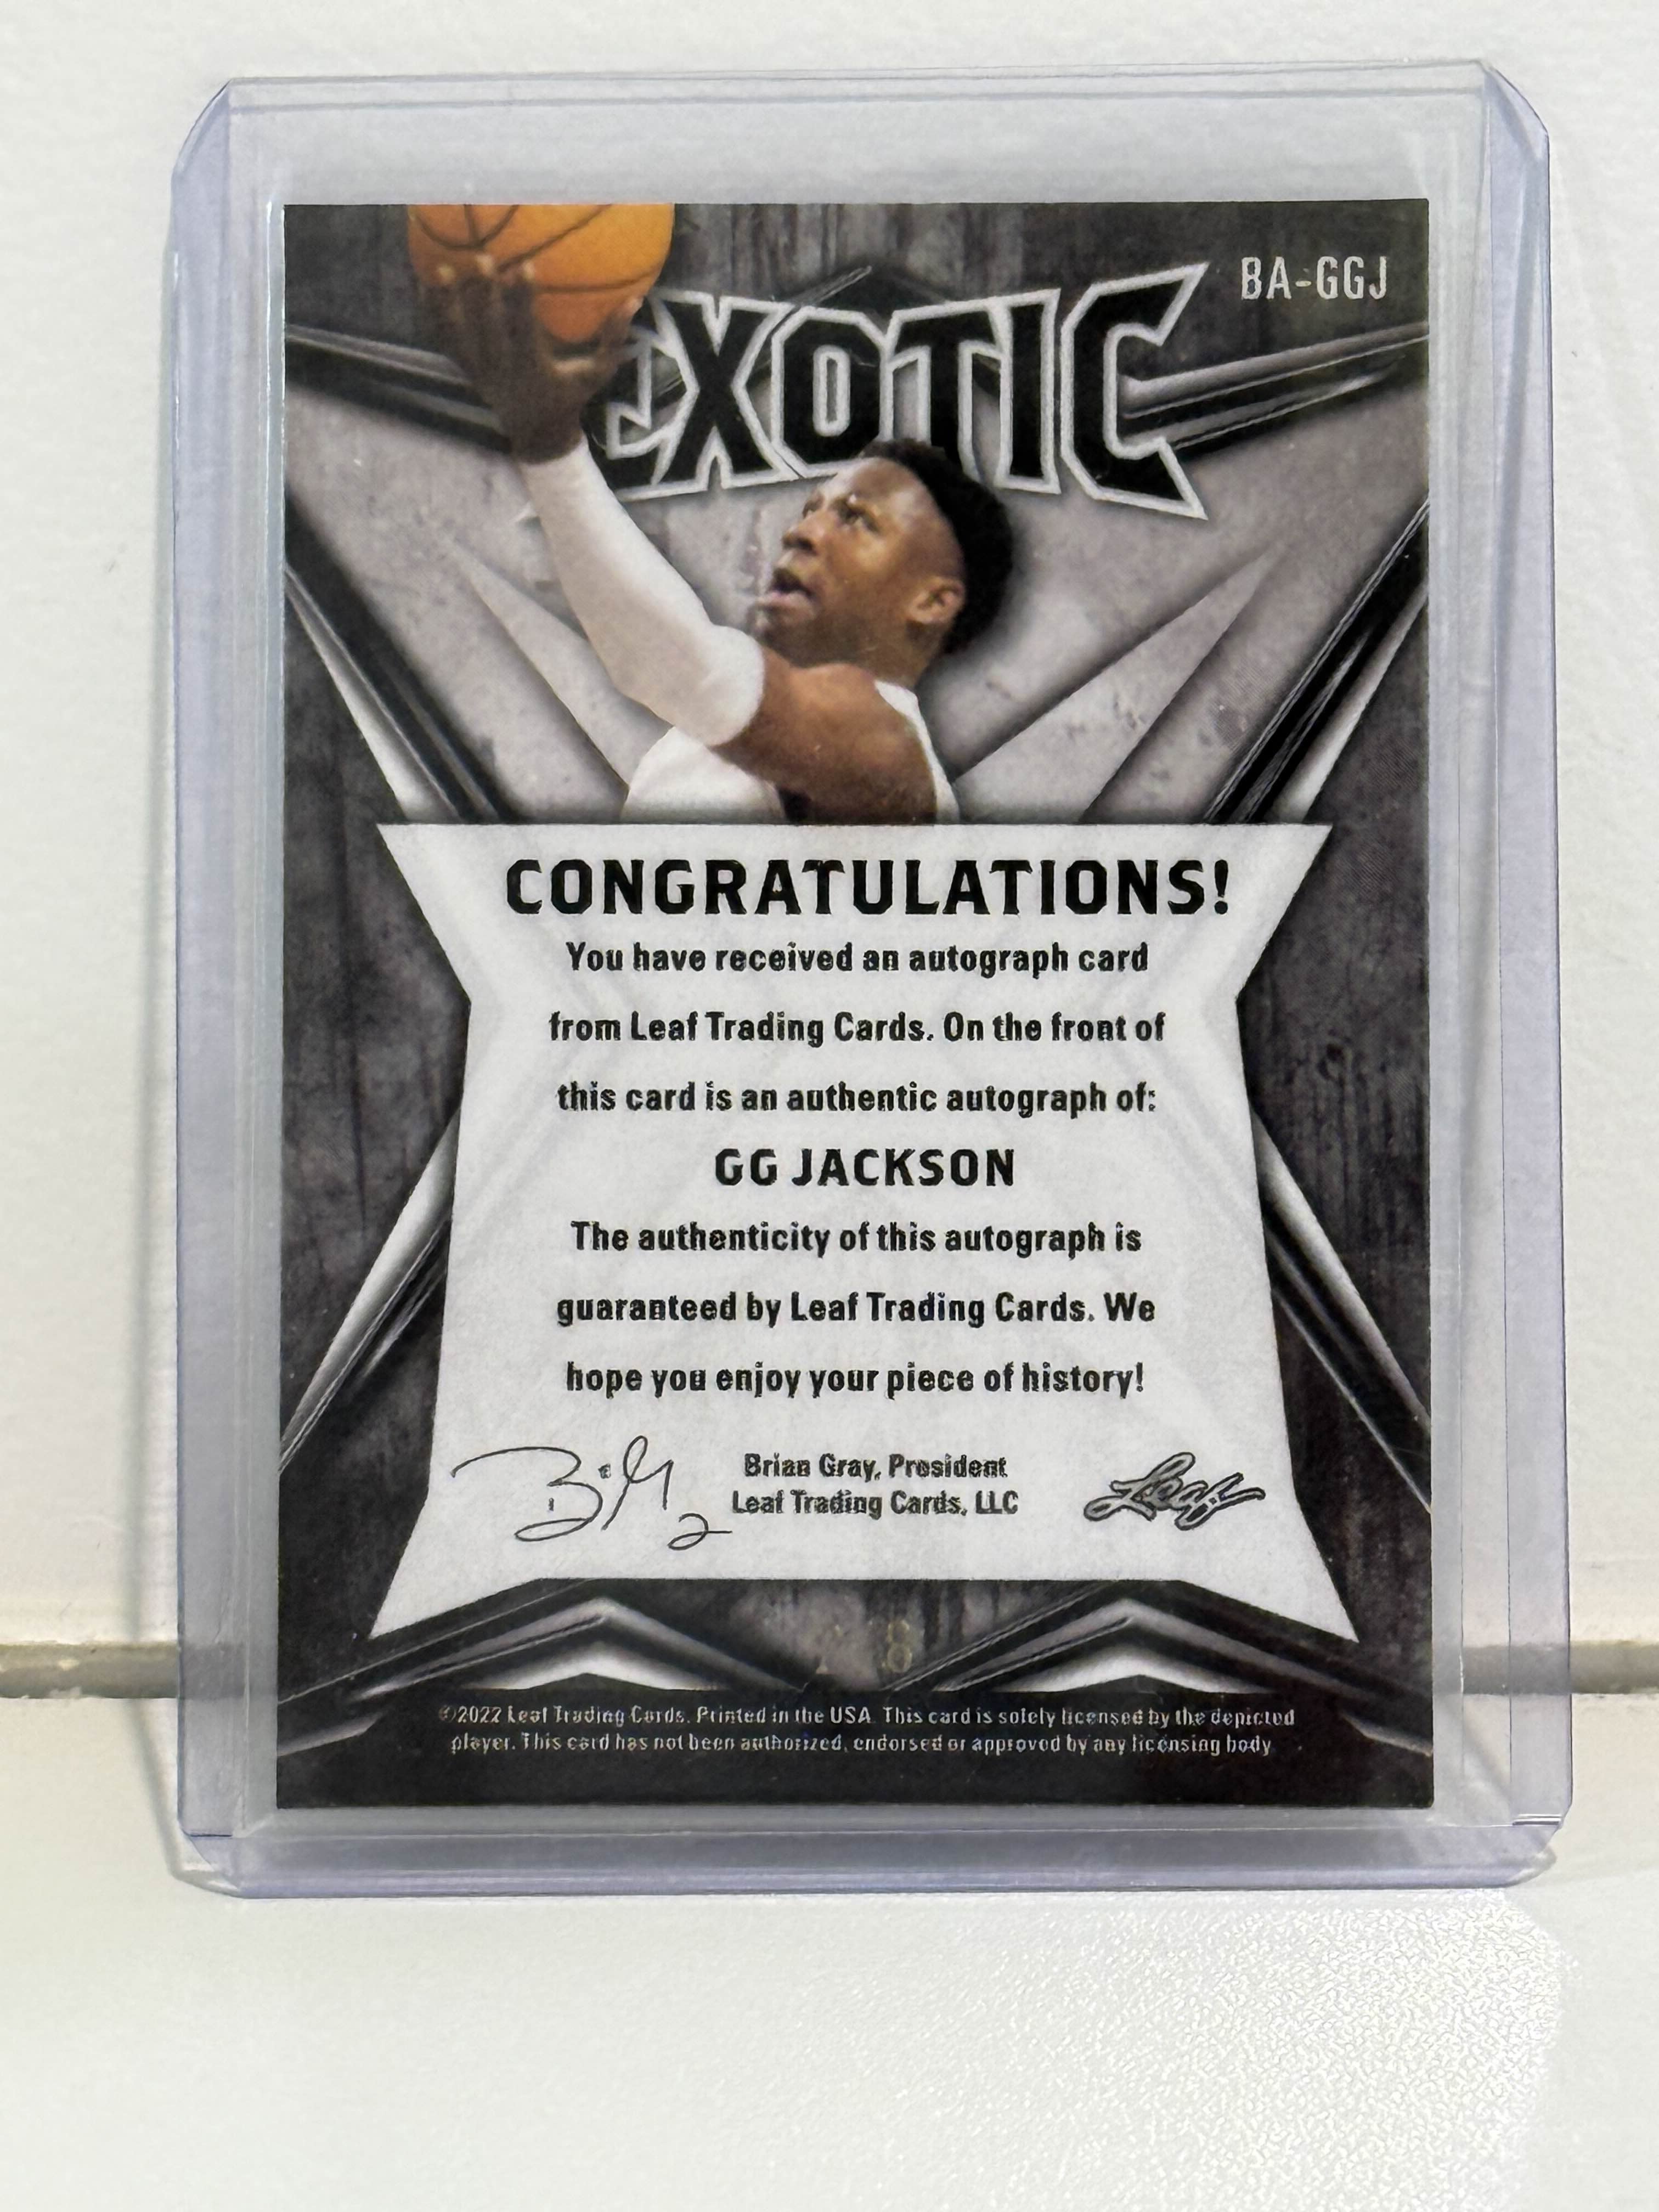 BA-GGJ
EXOTIC
CONGRATULATIONS!
You have received an autograph card
from Leaf Trading Cards. On the front of
this card is an authentic autograph of:
GG JACKSON
The authenticity of this autograph is
guaranteed by Leaf Trading Cards. We
hope you enjoy your piece of history!
Brian Gray, President
Leaf Trading Cards, LLC
Leaf
©2022 Leaf Trading Cards. Printed in the USA. This card is solely licensed by the depicted
player. This card has not been authorized, endorsed or approved by any licensing body